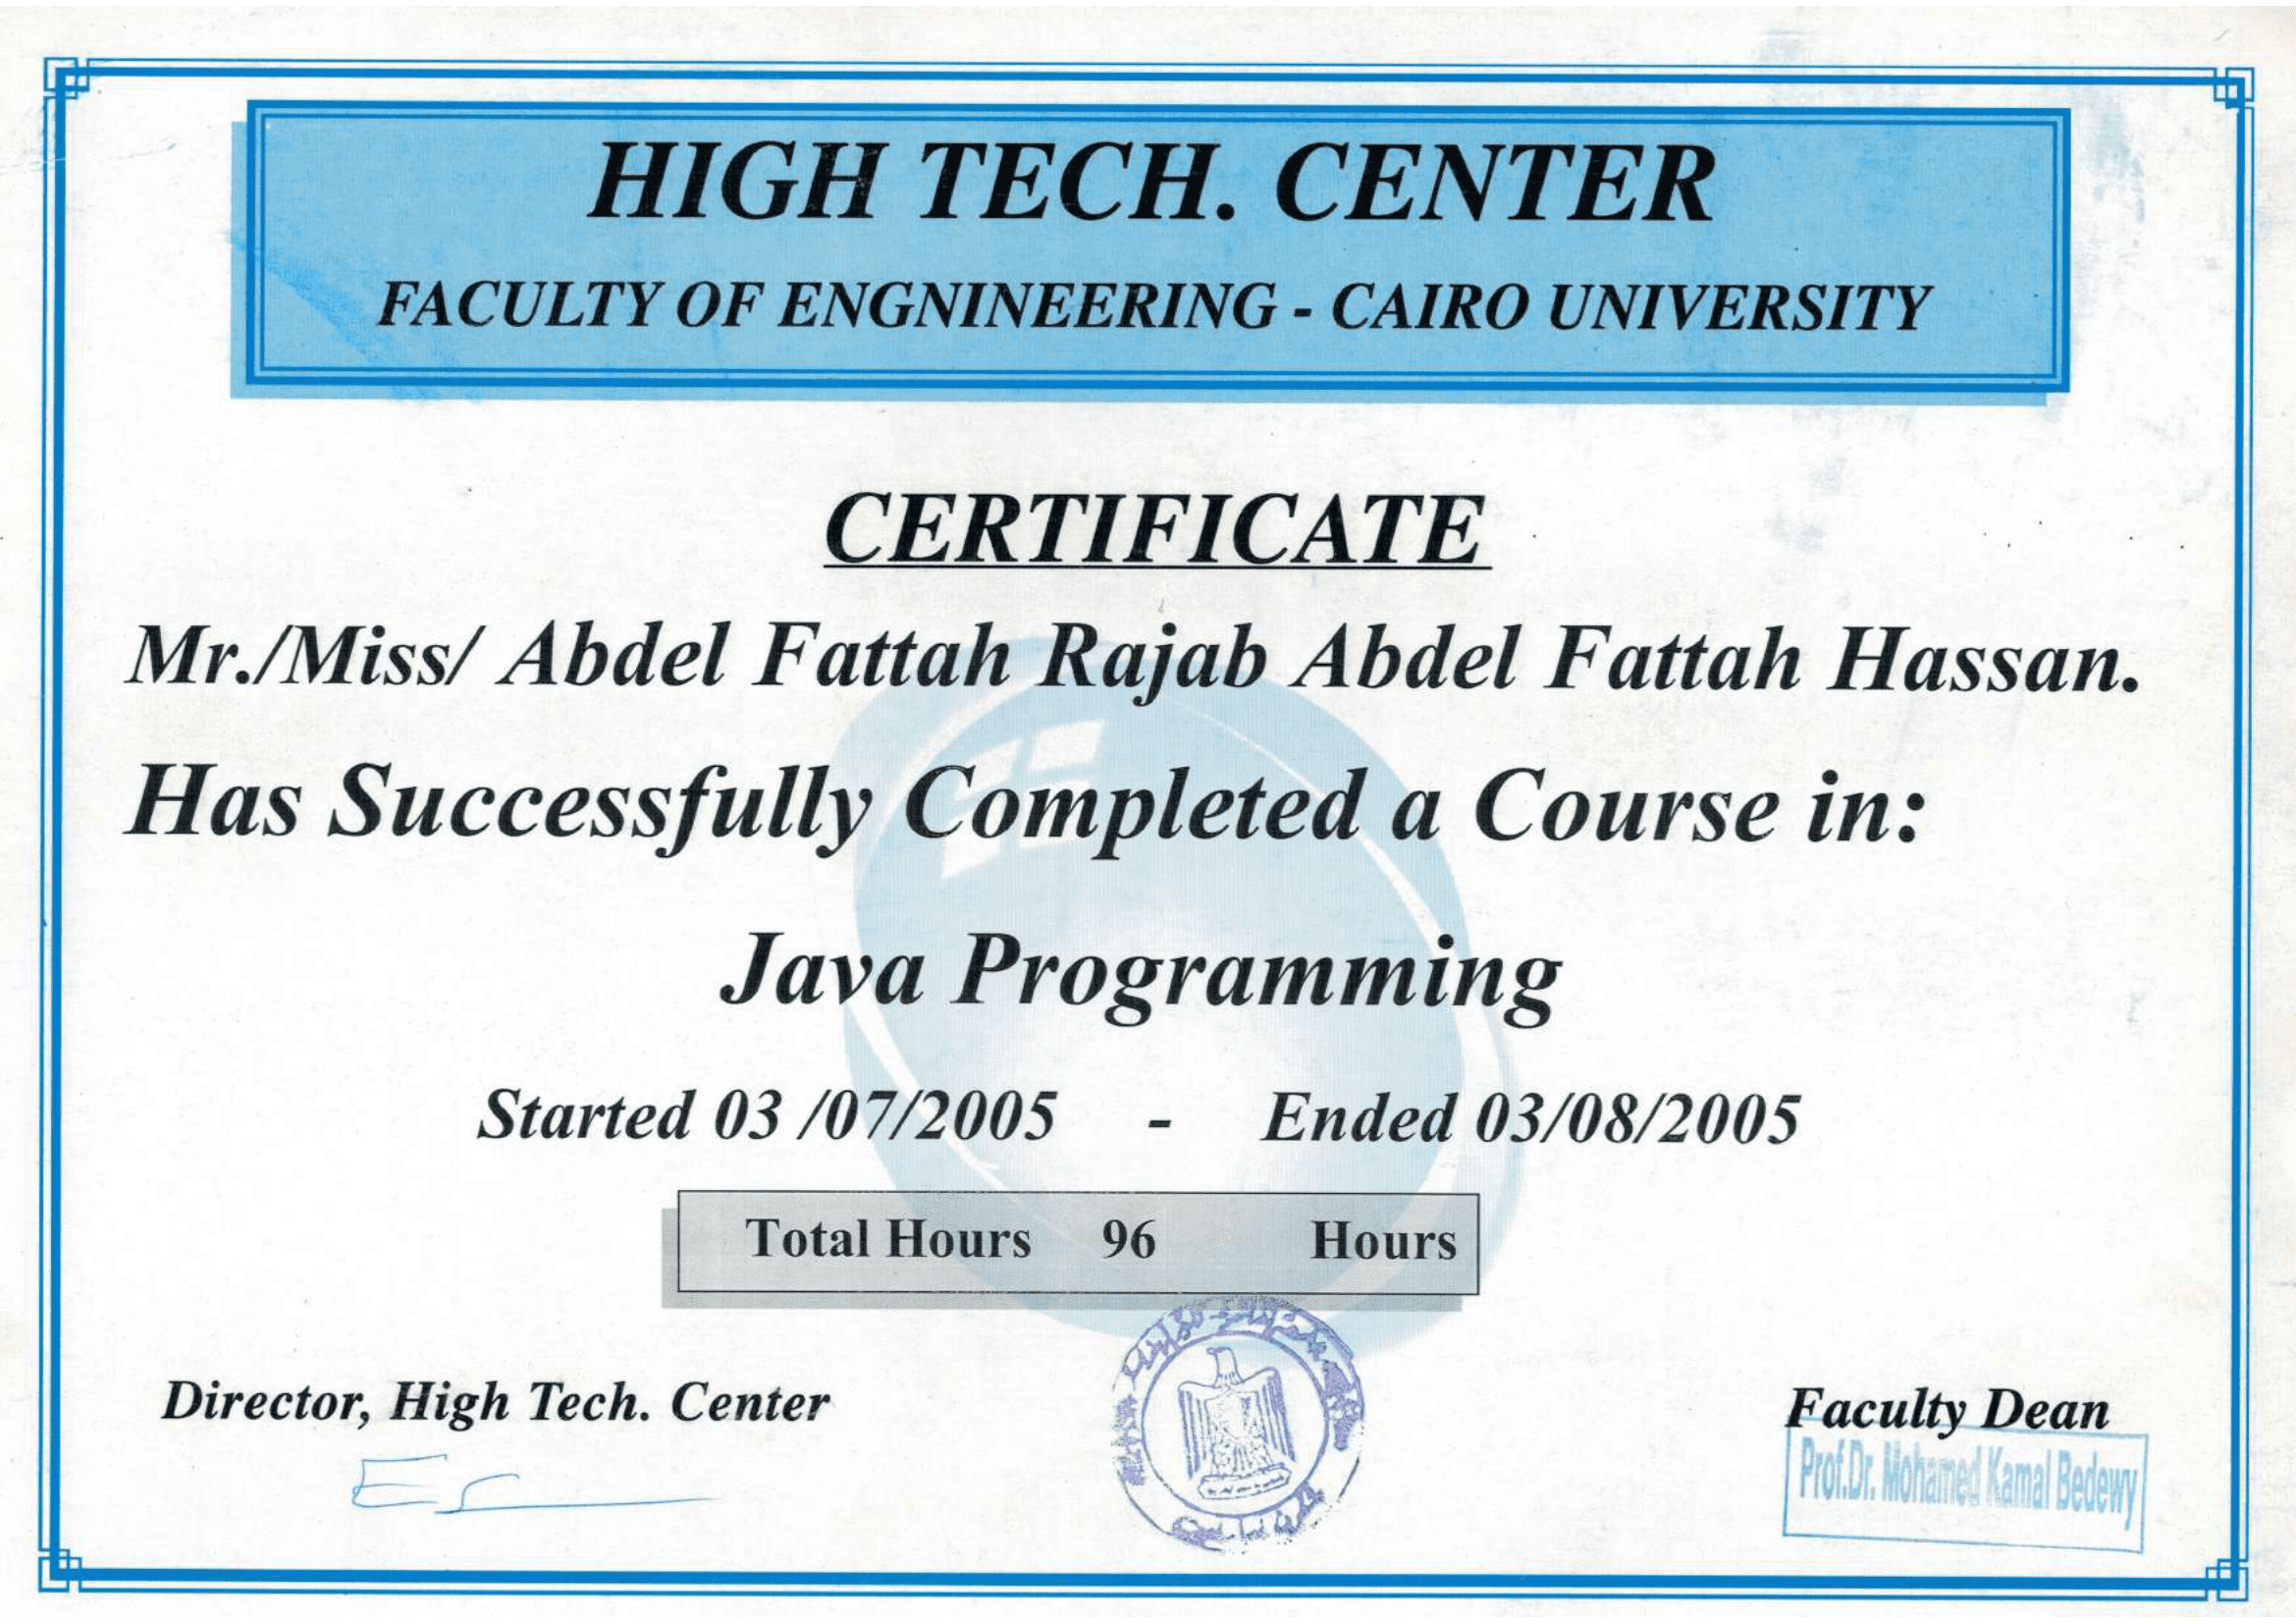 HIGH TECH. CENTER
FACULTY OF ENGNINEERING - CAIRO UNIVERSITY
CERTIFICATE
Mr./Miss/ Abdel Fattah Rajab Abdel Fattah Hassan.
Has Successfully Completed a Course in:
Java Programming
Started 03 /07/2005 - Ended 03/08/2005
Total Hours 96 Hours
Director, High Tech. Center
Faculty Dean
Prof.Dr. Mohamed Kamal Bedewy